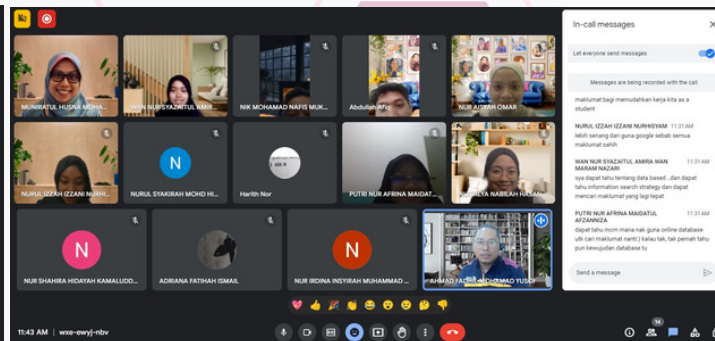 In-call messages
Let everyone send messages
Messages are being recorded with the call
maklumat bagi memudahkan kerja kita as a
student
NURUL IZZAH IZZANI NURHISYAM 11:31 AM
lebih senang dari guna google sebab semua
maklumat sahih
WAN NUR SYAZAITUL AMIRA WAN
MARAM NAZARI 11:31 AM
sya dapat tahu tentang data based ..dan dapat
tahu information search strategy dan dapat
mencari maklumat yang lagi tepat
PUTRI NUR AFRINA MAIDATUL
AFZANNIZA 11:31 AM
dapat tahu mcm mana nak guna online database
utk cari maklumat nanti:) kalau tak, tak pernah tahu
pun kewujudan database tu
Send a message
MUNIRATUL HUSNA MOHA...
WAN NUR SYAZAITUL AMIR...
NIK MOHAMAD NAFIS MUK...
Abdullah Afiq
NUR AISYAH OMAR
NURUL IZZAH IZZANI NURHI...
N
NURUL SYAKIRAH MOHD HI...
Harith Nor
PUTRI NUR AFRINA MAIDAT...
NABILAH HASAN
N
NUR SHAHIRA HIDAYAH KAMALUDD...
ADRIANA FATIHAH ISMAIL
N
NUR IRDINA INSYIRAH MUHAMMAD ...
AHMAD
YUSOF
11:43 AM | wxe-ewyj-nbv
14